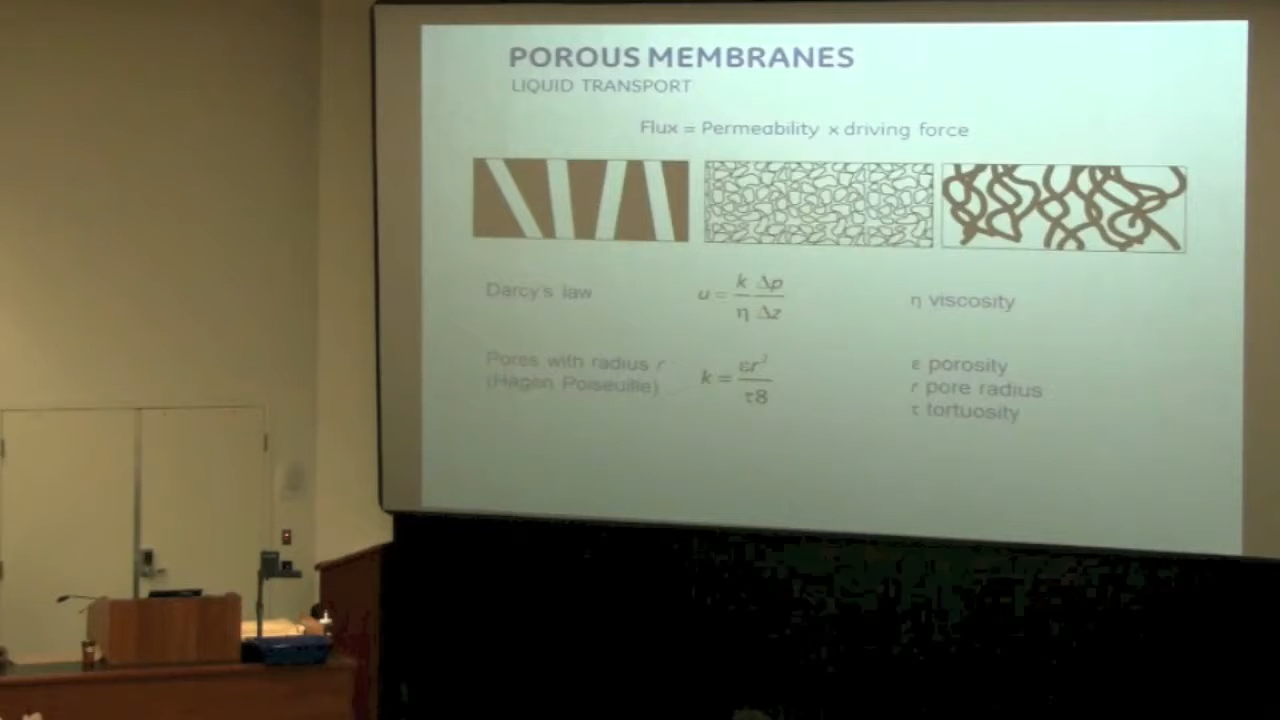 POROUS MEMBRANES
LIQUID TRANSPORT
Flux = Permeability x driving force
Darcy's law
u = k Δp / η Δz
η viscosity
Pores with radius r
(Hagen Poiseuille)
k = εr² / τ8
ε porosity
r pore radius
τ tortuosity